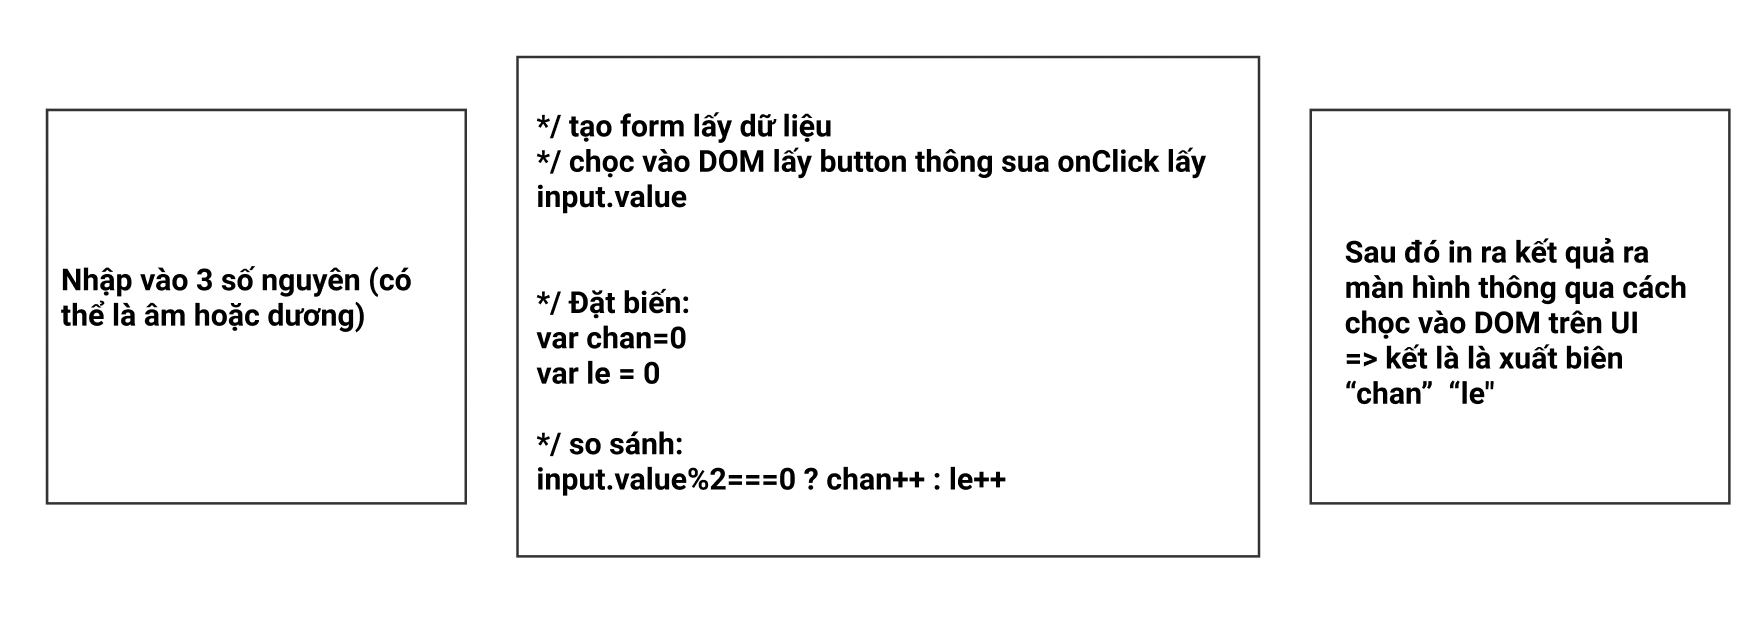 Nhập vào 3 số nguyên (có
thể là âm hoặc dương)
*/ tạo form lấy dữ liệu
*/ chọc vào DOM lấy button thông sua onClick lấy
input.value
*/ Đặt biến:
var chan=0
var le = 0
*/ so sánh:
input.value%2===0 ? chan++ : le++
Sau đó in ra kết quả ra
màn hình thông qua cách
chọc vào DOM trên UI
=> kết là là xuất biên
“chan”  “le"